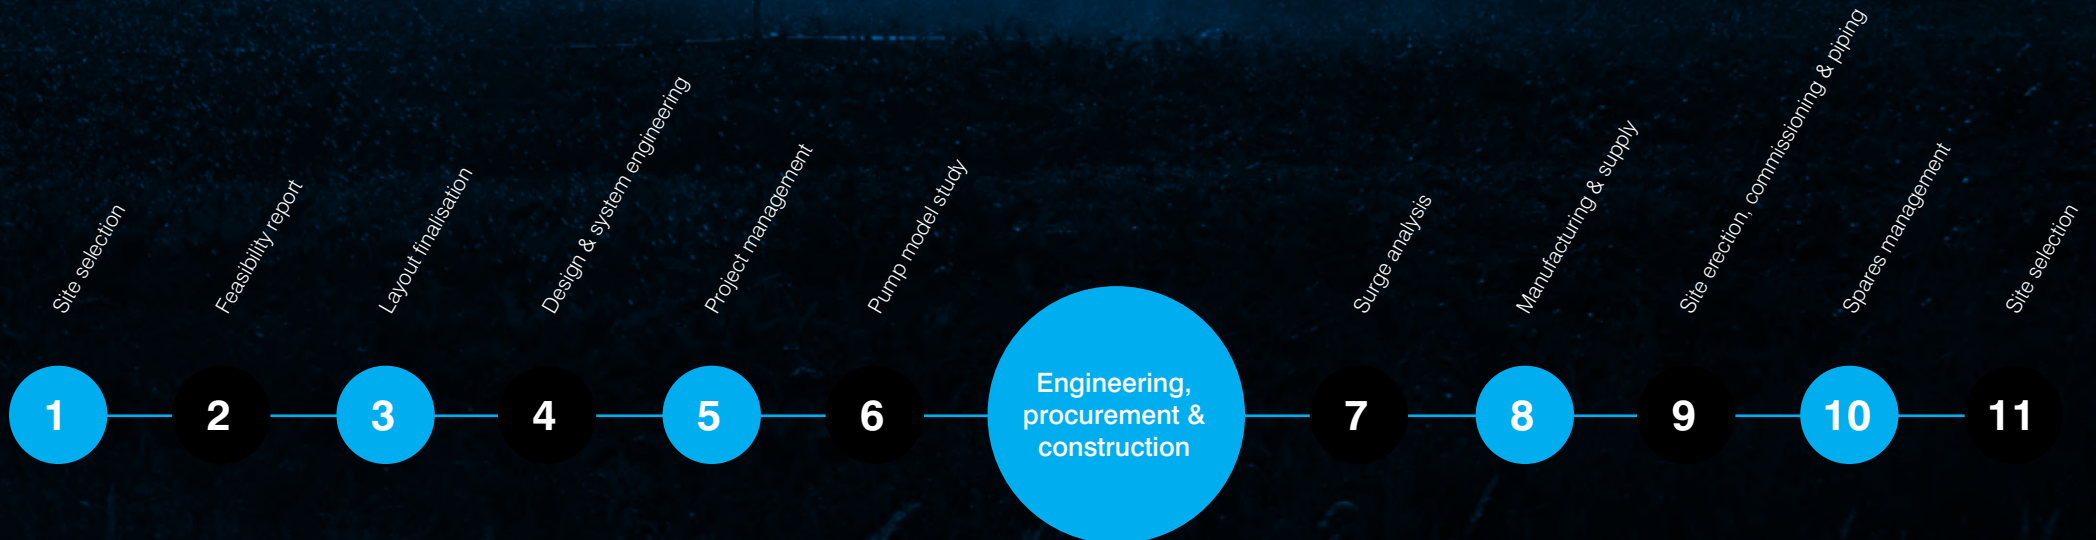 Site selection
Feasibility report
Layout finalisation
Design & system engineering
Project management
Pump model study
Surge analysis
Manufacturing & supply
Site erection, commissioning & piping
Spares management
Site selection
1
2
3
4
5
6
Engineering,
procurement &
construction
7
8
9
10
11